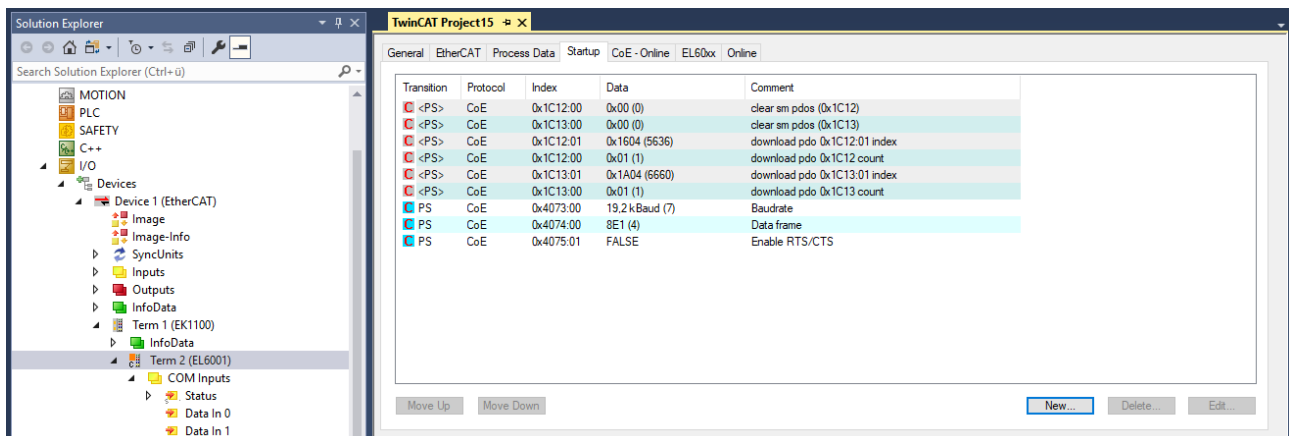 Solution Explorer
Search Solution Explorer (Ctrl+ü)
MOTION
PLC
SAFETY
C++
I/O
Devices
Device 1 (EtherCAT)
Image
Image-Info
SyncUnits
Inputs
Outputs
InfoData
Term 1 (EK1100)
InfoData
Term 2 (EL6001)
COM Inputs
Status
Data In 0
Data In 1
TwinCAT Project15
General EtherCAT Process Data Startup CoE - Online EL60xx Online
Transition Protocol Index Data Comment
C <PS> CoE 0x1C12:00 0x00 (0) clear sm pdos (0x1C12)
C <PS> CoE 0x1C13:00 0x00 (0) clear sm pdos (0x1C13)
C <PS> CoE 0x1C12:01 0x1604 (5636) download pdo 0x1C12:01 index
C <PS> CoE 0x1C12:00 0x01 (1) download pdo 0x1C12 count
C <PS> CoE 0x1C13:01 0x1A04 (6660) download pdo 0x1C13:01 index
C <PS> CoE 0x1C13:00 0x01 (1) download pdo 0x1C13 count
C PS CoE 0x4073:00 19,2 kBaud (7) Baudrate
C PS CoE 0x4074:00 8E1 (4) Data frame
C PS CoE 0x4075:01 FALSE Enable RTS/CTS
Move Up Move Down New... Delete... Edit...